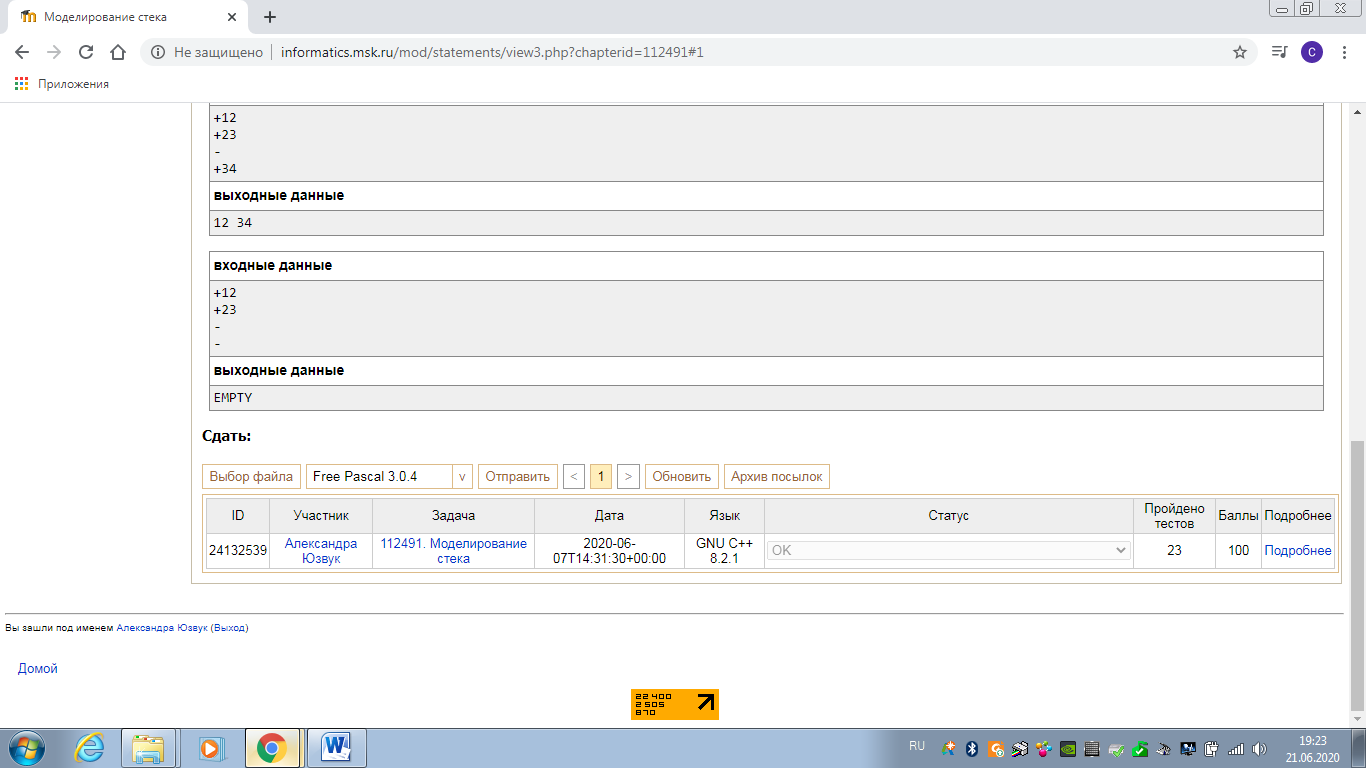 Моделирование стека
Не защищено
informatics.msk.ru/mod/statements/view3.php?chapterid=112491#1
C
Приложения
+12
+23
-
+34
выходные данные
12 34
входные данные
+12
+23
-
-
выходные данные
EMPTY
Сдать:
Выбор файла Free Pascal 3.0.4 v Отправить < 1 > Обновить Архив посылок
ID Участник Задача Дата Язык Статус Пройдено тестов Баллы Подробнее
24132539 Александра Юзвук 112491. Моделирование стека 2020-06-07T14:31:30+00:00 GNU C++ 8.2.1 OK 23 100 Подробнее
Вы зашли под именем Александра Юзвук (Выход)
Домой
22 400
2 505
870
RU
19:23
21.06.2020